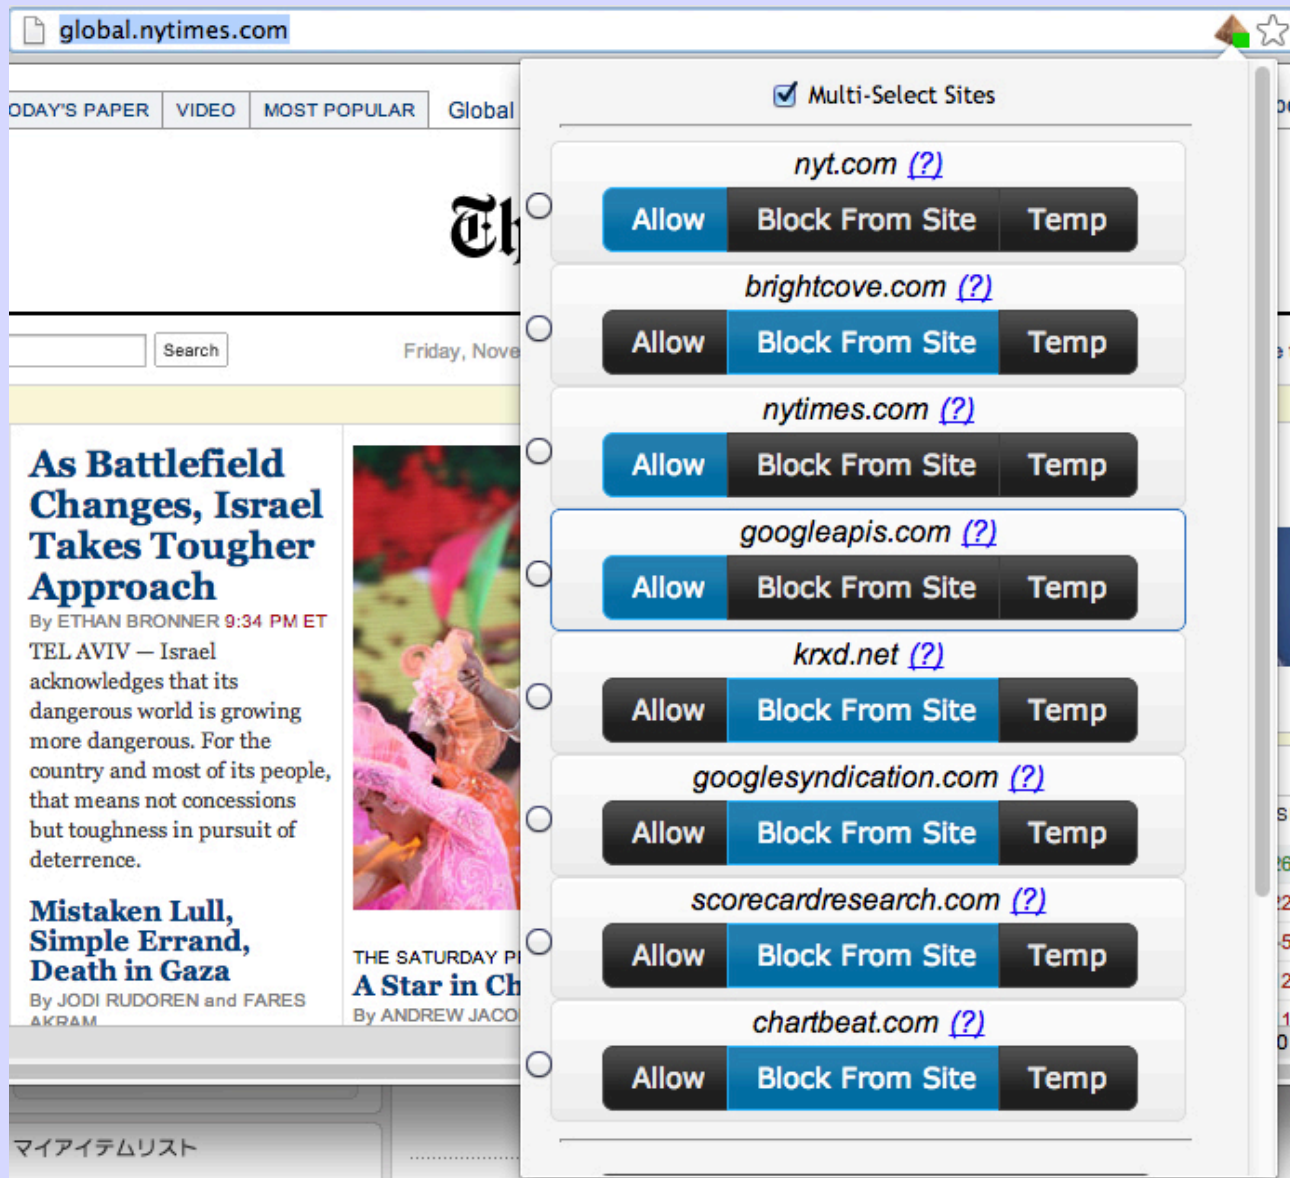 global.nytimes.com
ODAY'S PAPER VIDEO MOST POPULAR Global
Search
Friday, Nove
As Battlefield
Changes, Israel
Takes Tougher
Approach
By ETHAN BRONNER 9:34 PM ET
TEL AVIV — Israel
acknowledges that its
dangerous world is growing
more dangerous. For the
country and most of its people,
that means not concessions
but toughness in pursuit of
deterrence.
Mistaken Lull,
Simple Errand,
Death in Gaza
By JODI RUDOREN and FARES
AKRAM
THE SATURDAY P
A Star in Ch
By ANDREW JACO
マイアイテムリスト
Multi-Select Sites
nyt.com (?)
Allow Block From Site Temp
brightcove.com (?)
Allow Block From Site Temp
nytimes.com (?)
Allow Block From Site Temp
googleapis.com (?)
Allow Block From Site Temp
krxd.net (?)
Allow Block From Site Temp
googlesyndication.com (?)
Allow Block From Site Temp
scorecardresearch.com (?)
Allow Block From Site Temp
chartbeat.com (?)
Allow Block From Site Temp